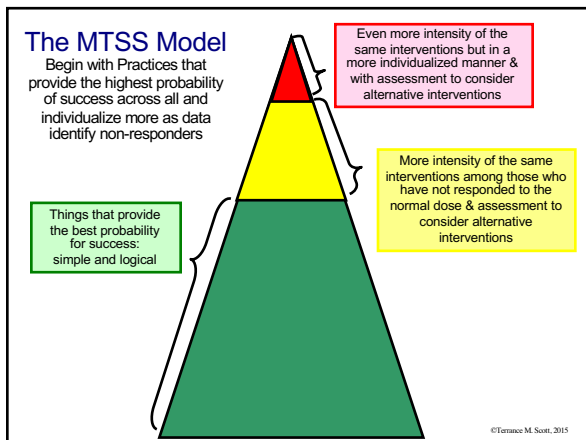 The MTSS Model
Begin with Practices that
provide the highest probability
of success across all and
individualize more as data
identify non-responders
Even more intensity of the
same interventions but in a
more individualized manner &
with assessment to consider
alternative interventions
More intensity of the same
interventions among those who
have not responded to the
normal dose & assessment to
consider alternative
interventions
Things that provide
the best probability
for success:
simple and logical
©Terrance M. Scott, 2015